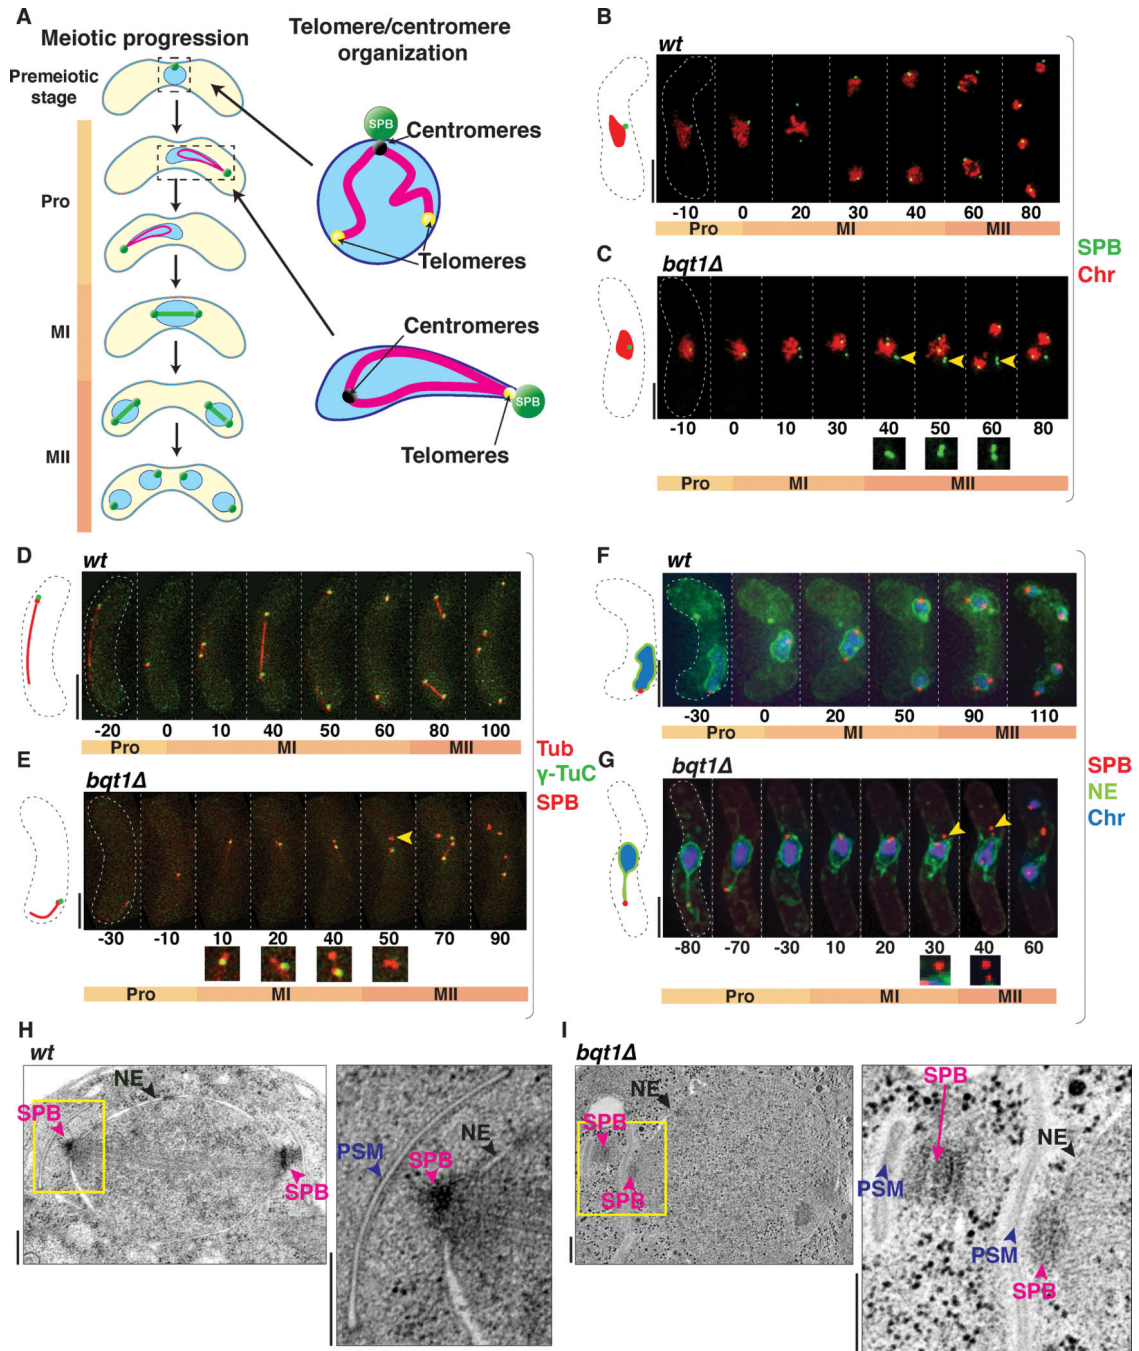 A
Meiotic progression
Telomere/centromere
organization
Premeiotic
stage
Pro
MI
MII
SPB
Centromeres
Telomeres
Centromeres
SPB
Telomeres
B
wt
-10 0 20 30 40 60 80
Pro MI MII
C
bqt1Δ
-10 0 10 30 40 50 60 80
Pro MI MII
SPB
Chr
D
wt
-20 0 10 40 50 60 80 100
Pro MI MII
E
bqt1Δ
-30 -10 10 20 40 50 70 90
Pro MI MII
Tub
γ-TuC
SPB
F
wt
-30 0 20 50 90 110
Pro MI MII
G
bqt1Δ
-80 -70 -30 10 20 30 40 60
Pro MI MII
SPB
NE
Chr
H
wt
NE
SPB
SPB
PSM
SPB
NE
I
bqt1Δ
NE
SPB
SPB
SPB
NE
PSM
PSM
SPB